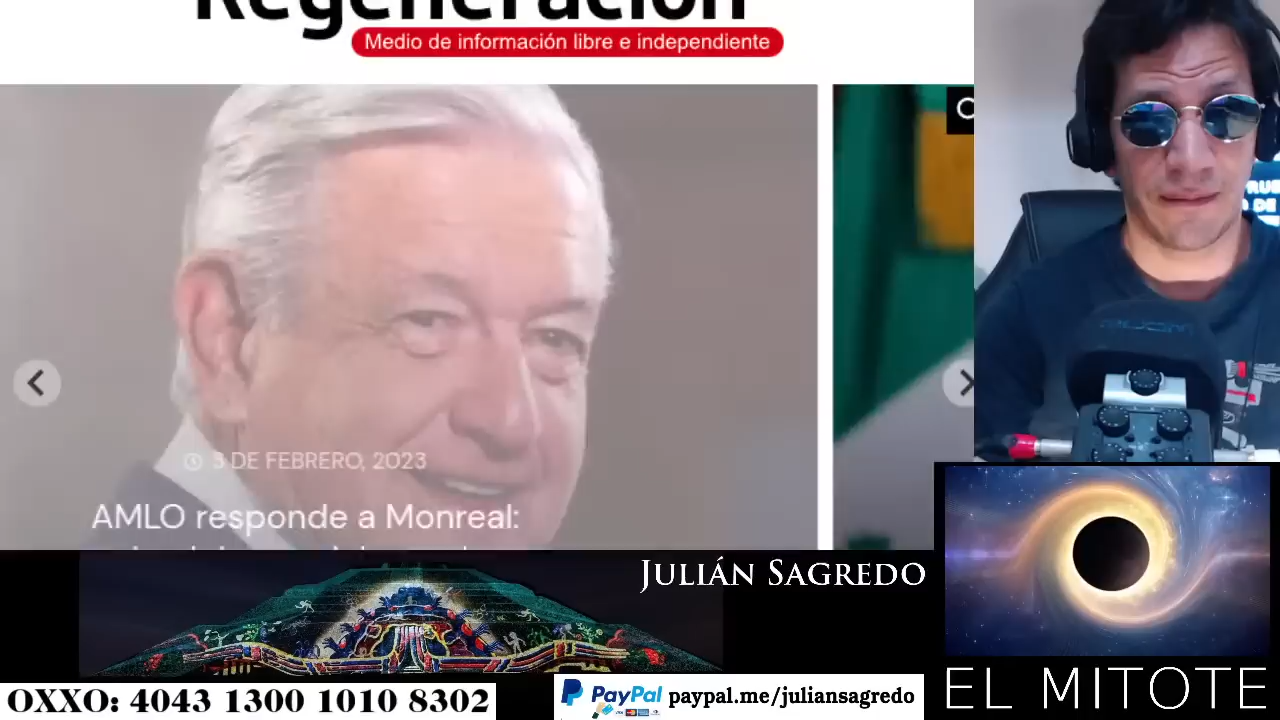 Regeneración
Medio de información libre e independiente
3 DE FEBRERO, 2023
AMLO responde a Monreal:
JULIÁN SAGREDO
OXXO: 4043 1300 1010 8302
PayPal paypal.me/juliansagredo
EL MITOTE